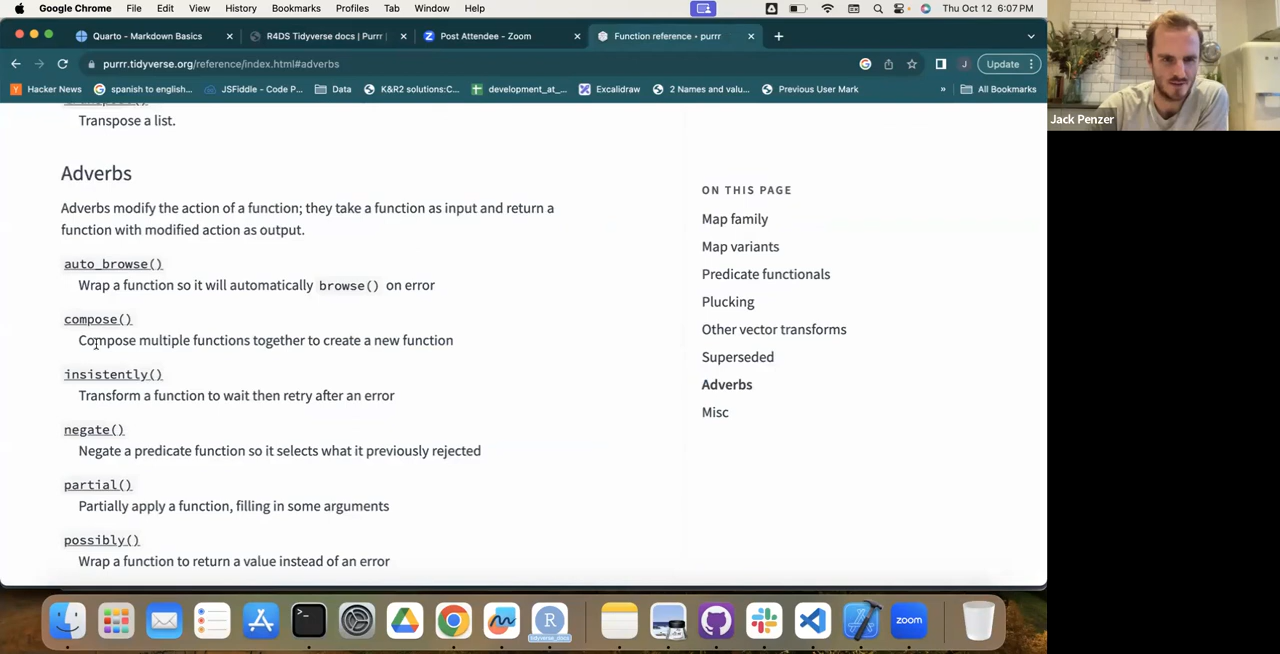 Google Chrome File Edit View History Bookmarks Profiles Tab Window Help Thu Oct 12 6:07 PM
Quarto - Markdown Basics R4DS Tidyverse docs | Purrr Post Attendee - Zoom Function reference • purrr
purrr.tidyverse.org/reference/index.html#adverbs J Update
Hacker News spanish to english... JSFiddle - Code P... Data K&R2 solutions:C... development_at_... Excalidraw 2 Names and valu... Previous User Mark » All Bookmarks
Jack Penzer
Transpose a list.
Adverbs
Adverbs modify the action of a function; they take a function as input and return a
function with modified action as output.
auto_browse()
Wrap a function so it will automatically browse() on error
compose()
Compose multiple functions together to create a new function
insistently()
Transform a function to wait then retry after an error
negate()
Negate a predicate function so it selects what it previously rejected
partial()
Partially apply a function, filling in some arguments
possibly()
Wrap a function to return a value instead of an error
ON THIS PAGE
Map family
Map variants
Predicate functionals
Plucking
Other vector transforms
Superseded
Adverbs
Misc
R
tidyverse_docs
zoom